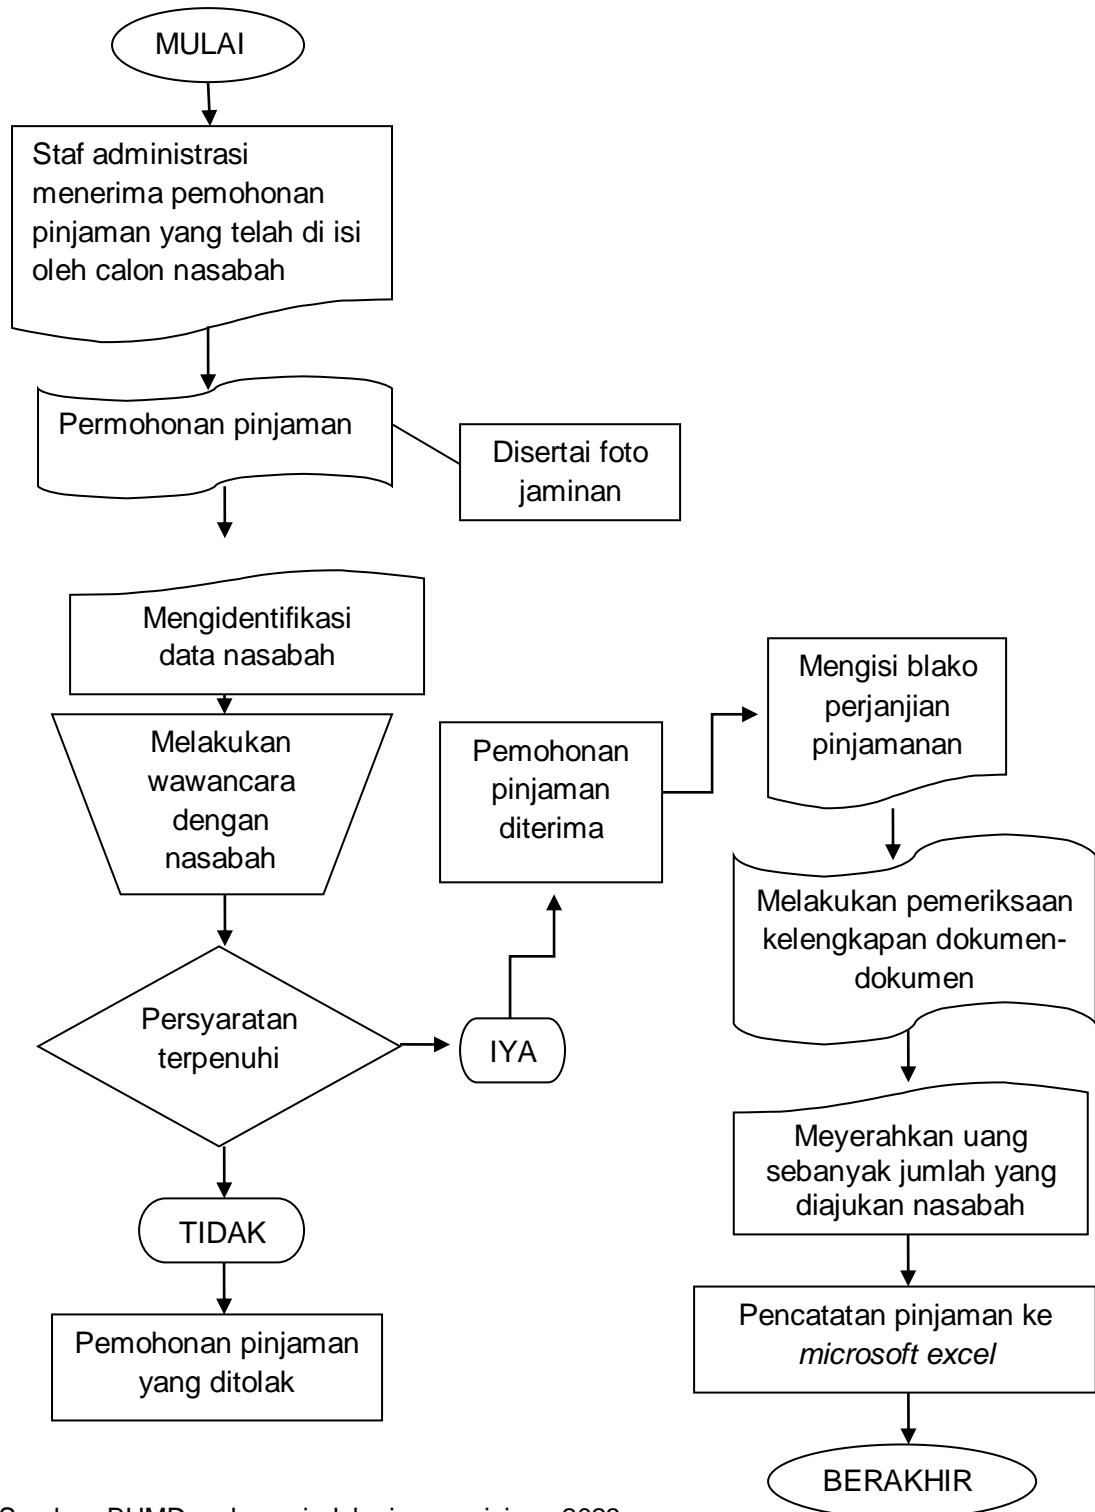 MULAI
Staf administrasi
menerima pemohonan
pinjaman yang telah di isi
oleh calon nasabah
Permohonan pinjaman
Disertai foto
jaminan
Mengidentifikasi
data nasabah
Melakukan
wawancara
dengan
nasabah
Persyaratan
terpenuhi
IYA
TIDAK
Pemohonan pinjaman
yang ditolak
Pemohonan
pinjaman
diterima
Mengisi blako
perjanjian
pinjamanan
Melakukan pemeriksaan
kelengkapan dokumen-
dokumen
Meyerahkan uang
sebanyak jumlah yang
diajukan nasabah
Pencatatan pinjaman ke
microsoft excel
BERAKHIR